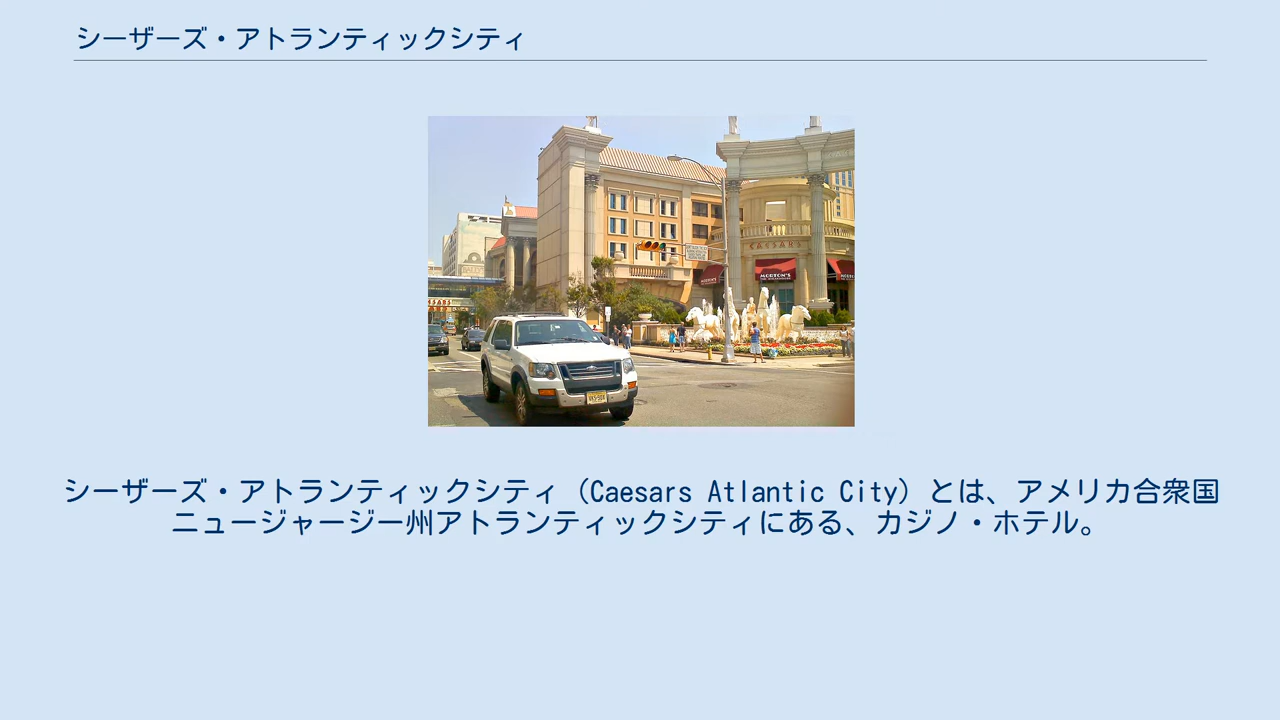 シーザーズ・アトランティックシティ
CAESARS
MORTON'S
シーザーズ・アトランティックシティ（Caesars Atlantic City）とは、アメリカ合衆国
ニュージャージー州アトランティックシティにある、カジノ・ホテル。